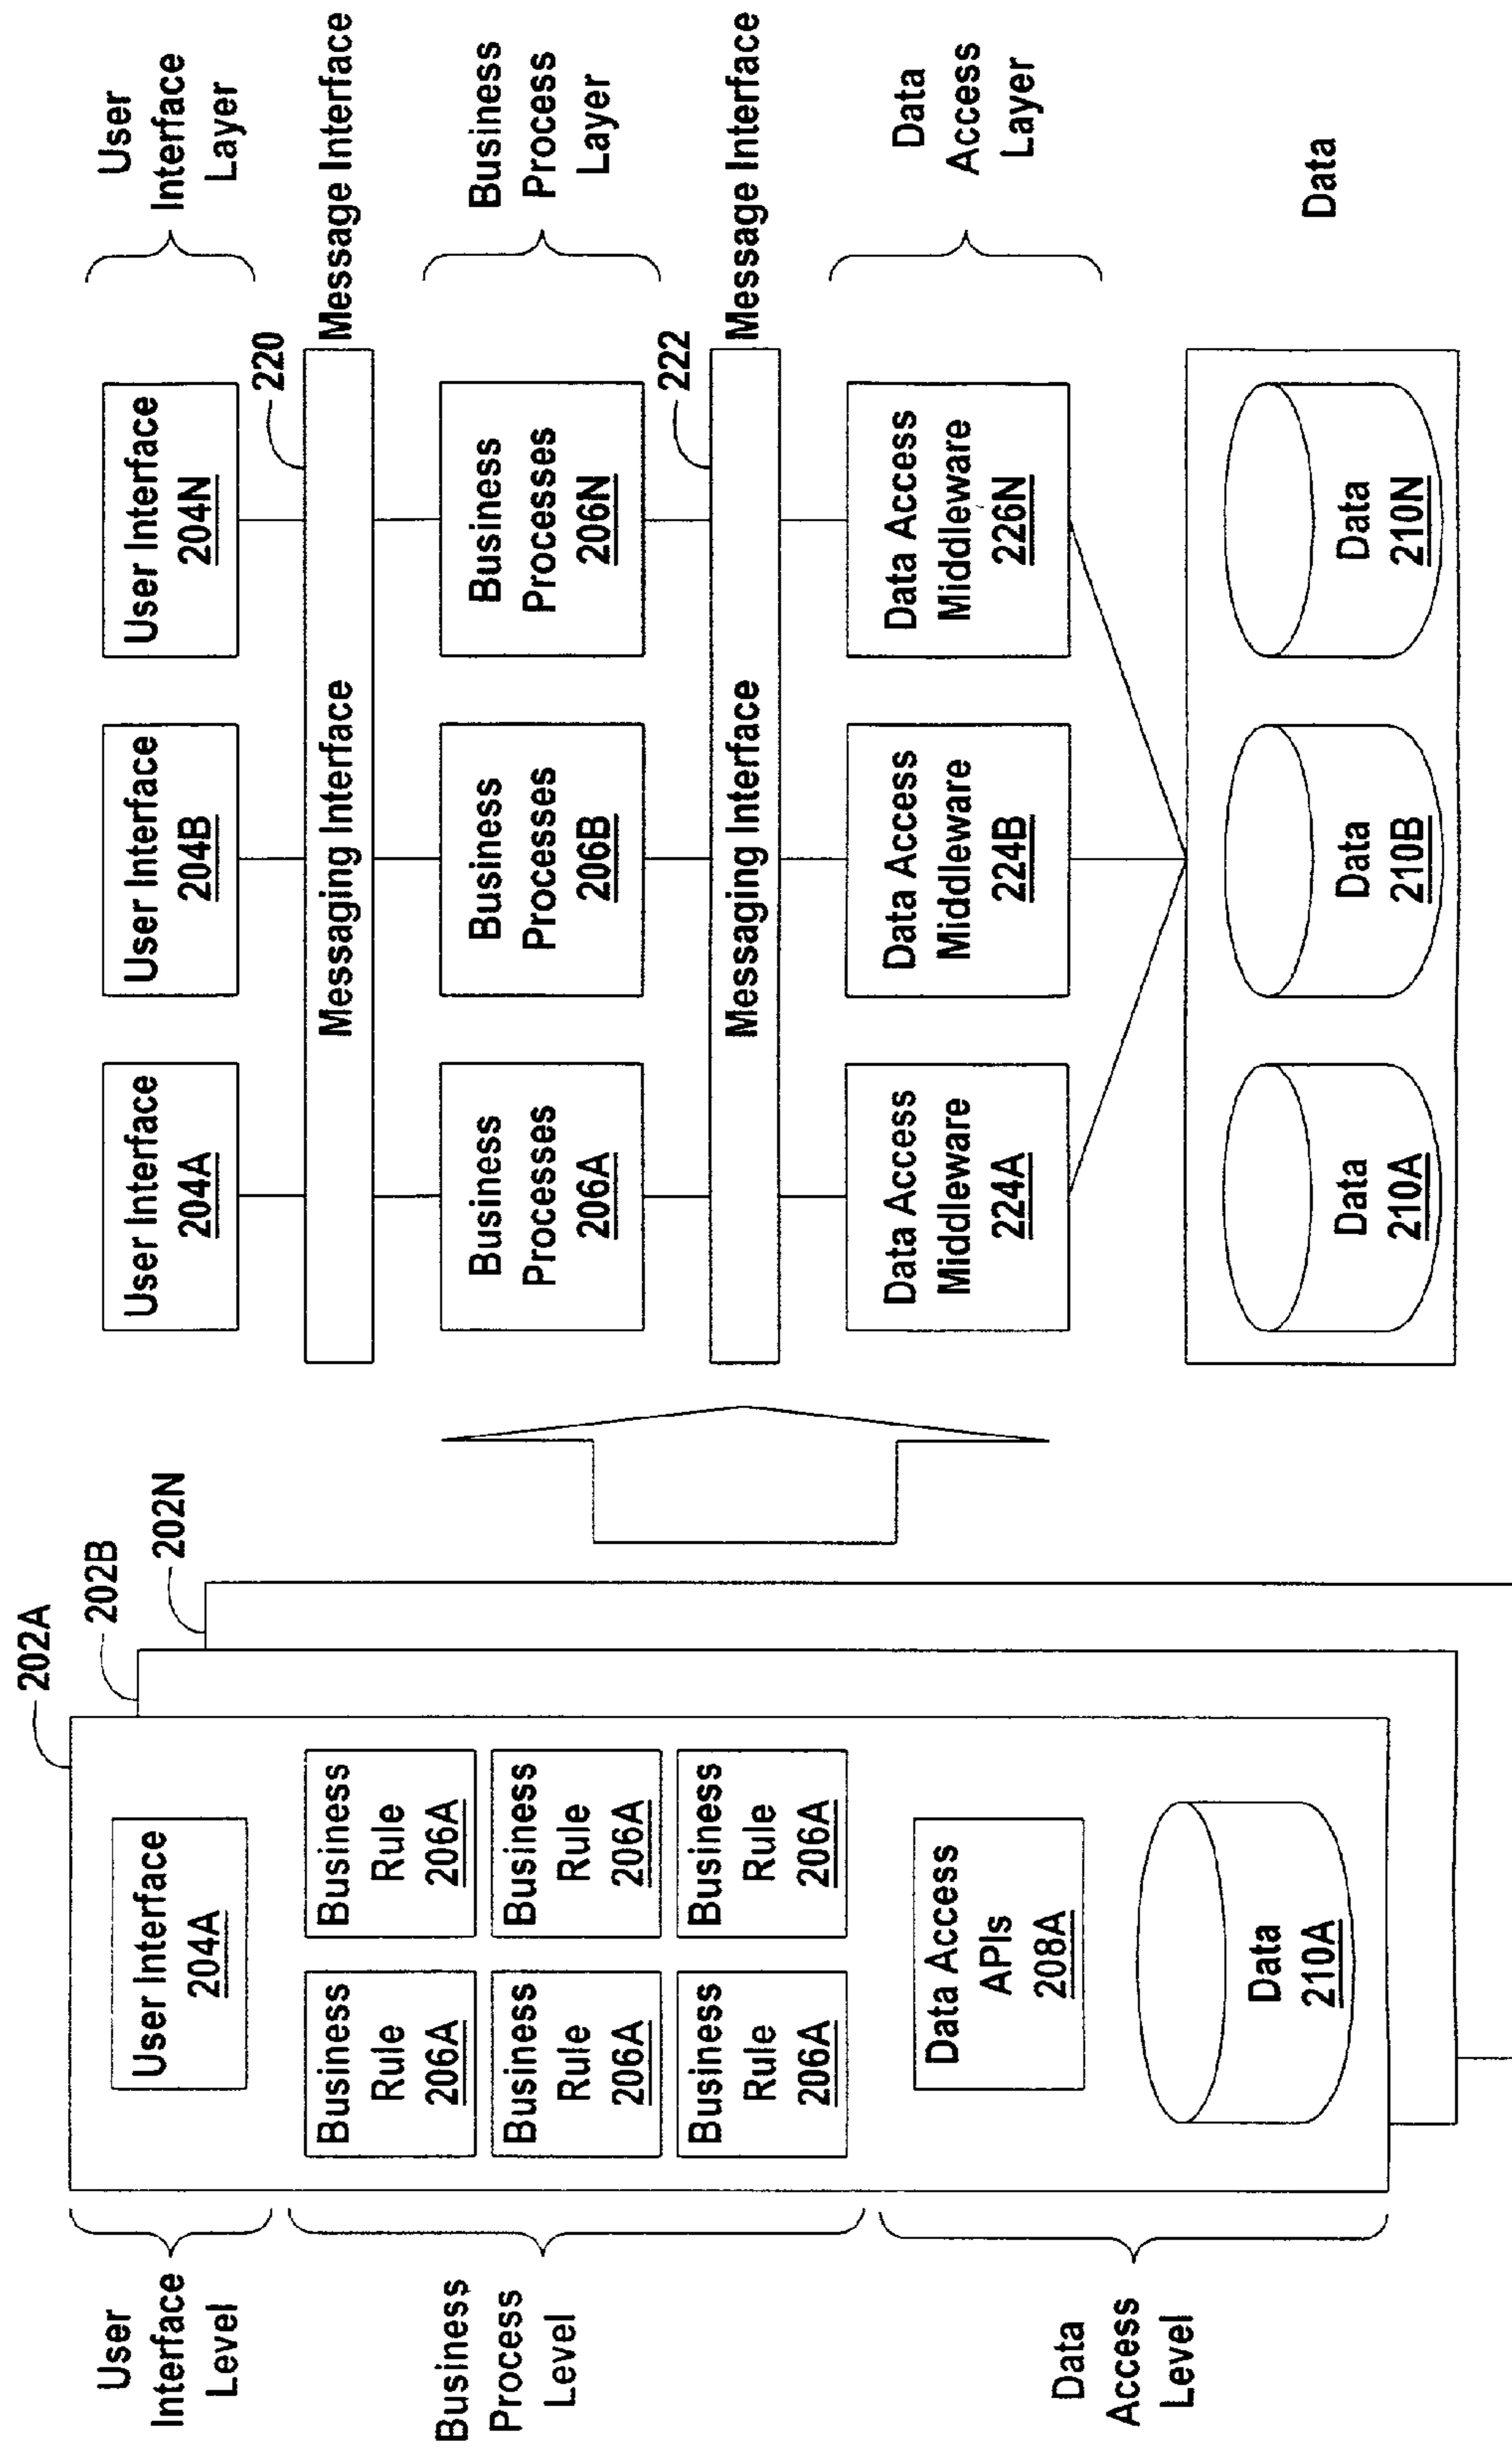 202A
202B
202N
User
Interface
Level
User Interface
204A
Business
Process
Level
Business
Rule
206A
Business
Rule
206A
Business
Rule
206A
Business
Rule
206A
Business
Rule
206A
Business
Rule
206A
Data
Access
Level
Data Access
APIs
208A
Data
210A
User Interface
204A
User Interface
204B
User Interface
204N
User
Interface
Layer
220
Messaging Interface
Message Interface
Business
Processes
206A
Business
Processes
206B
Business
Processes
206N
Business
Process
Layer
222
Messaging Interface
Message Interface
Data Access
Middleware
224A
Data Access
Middleware
224B
Data Access
Middleware
226N
Data
Access
Layer
Data
210A
Data
210B
Data
210N
Data